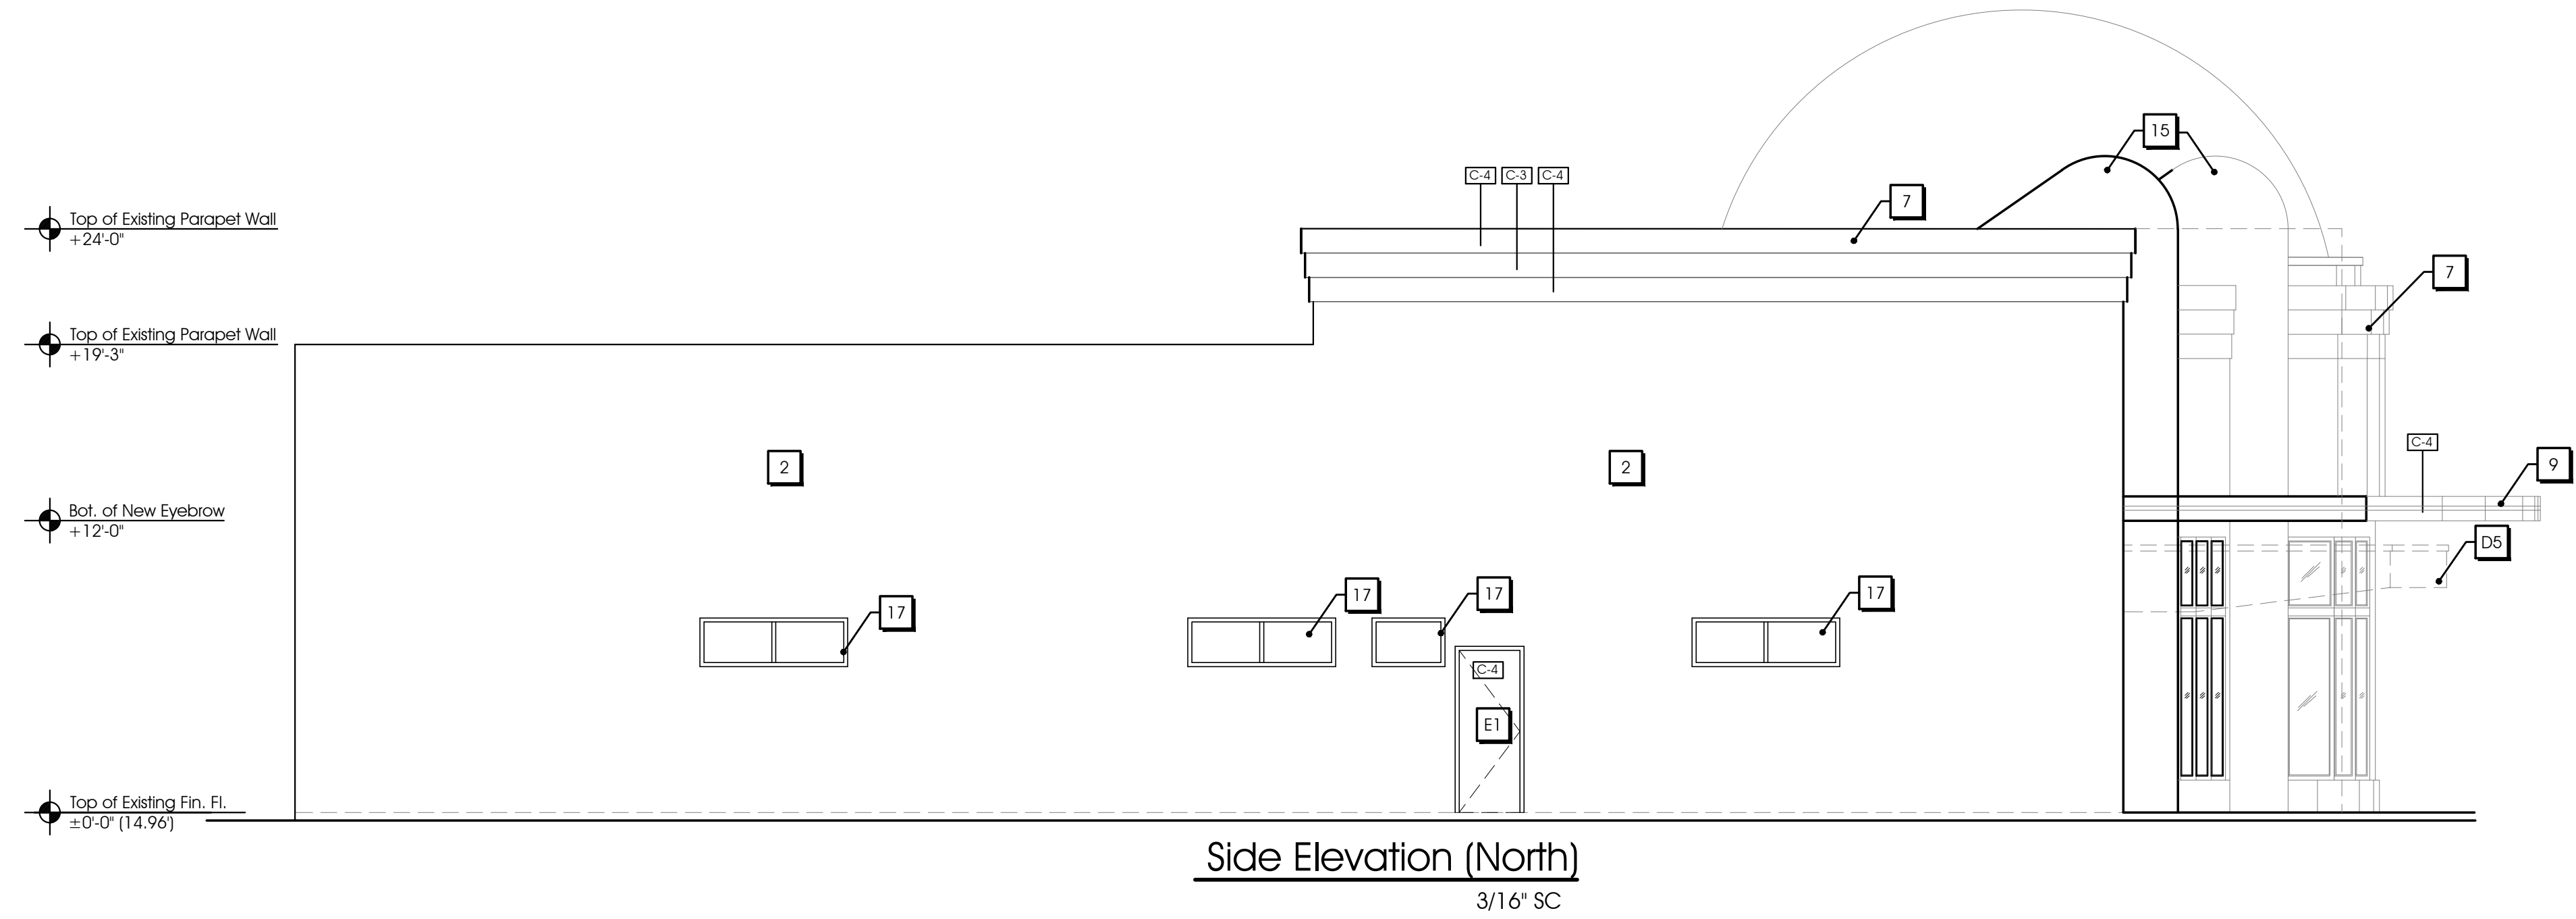 15
C-4 C-3 C-4
7
Top of Existing Parapet Wall
+24'-0"
7
Top of Existing Parapet Wall
+19'-3"
C-4
2
2
9
Bot. of New Eyebrow
+12'-0"
D5
17
17
17
17
C-4
E1
Top of Existing Fin. Fl.
±0'-0" (14.96')
Side Elevation (North)
3/16" SC